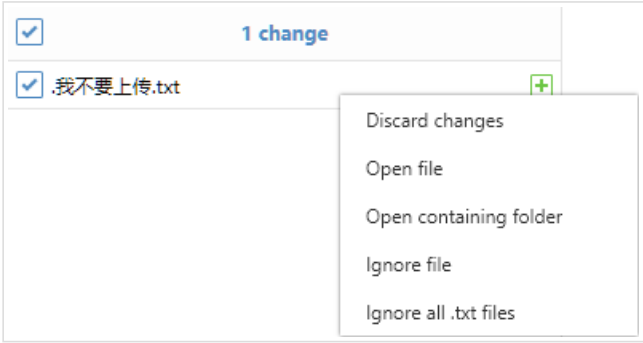 1 change
.我不要上传.txt
Discard changes
Open file
Open containing folder
Ignore file
Ignore all .txt files